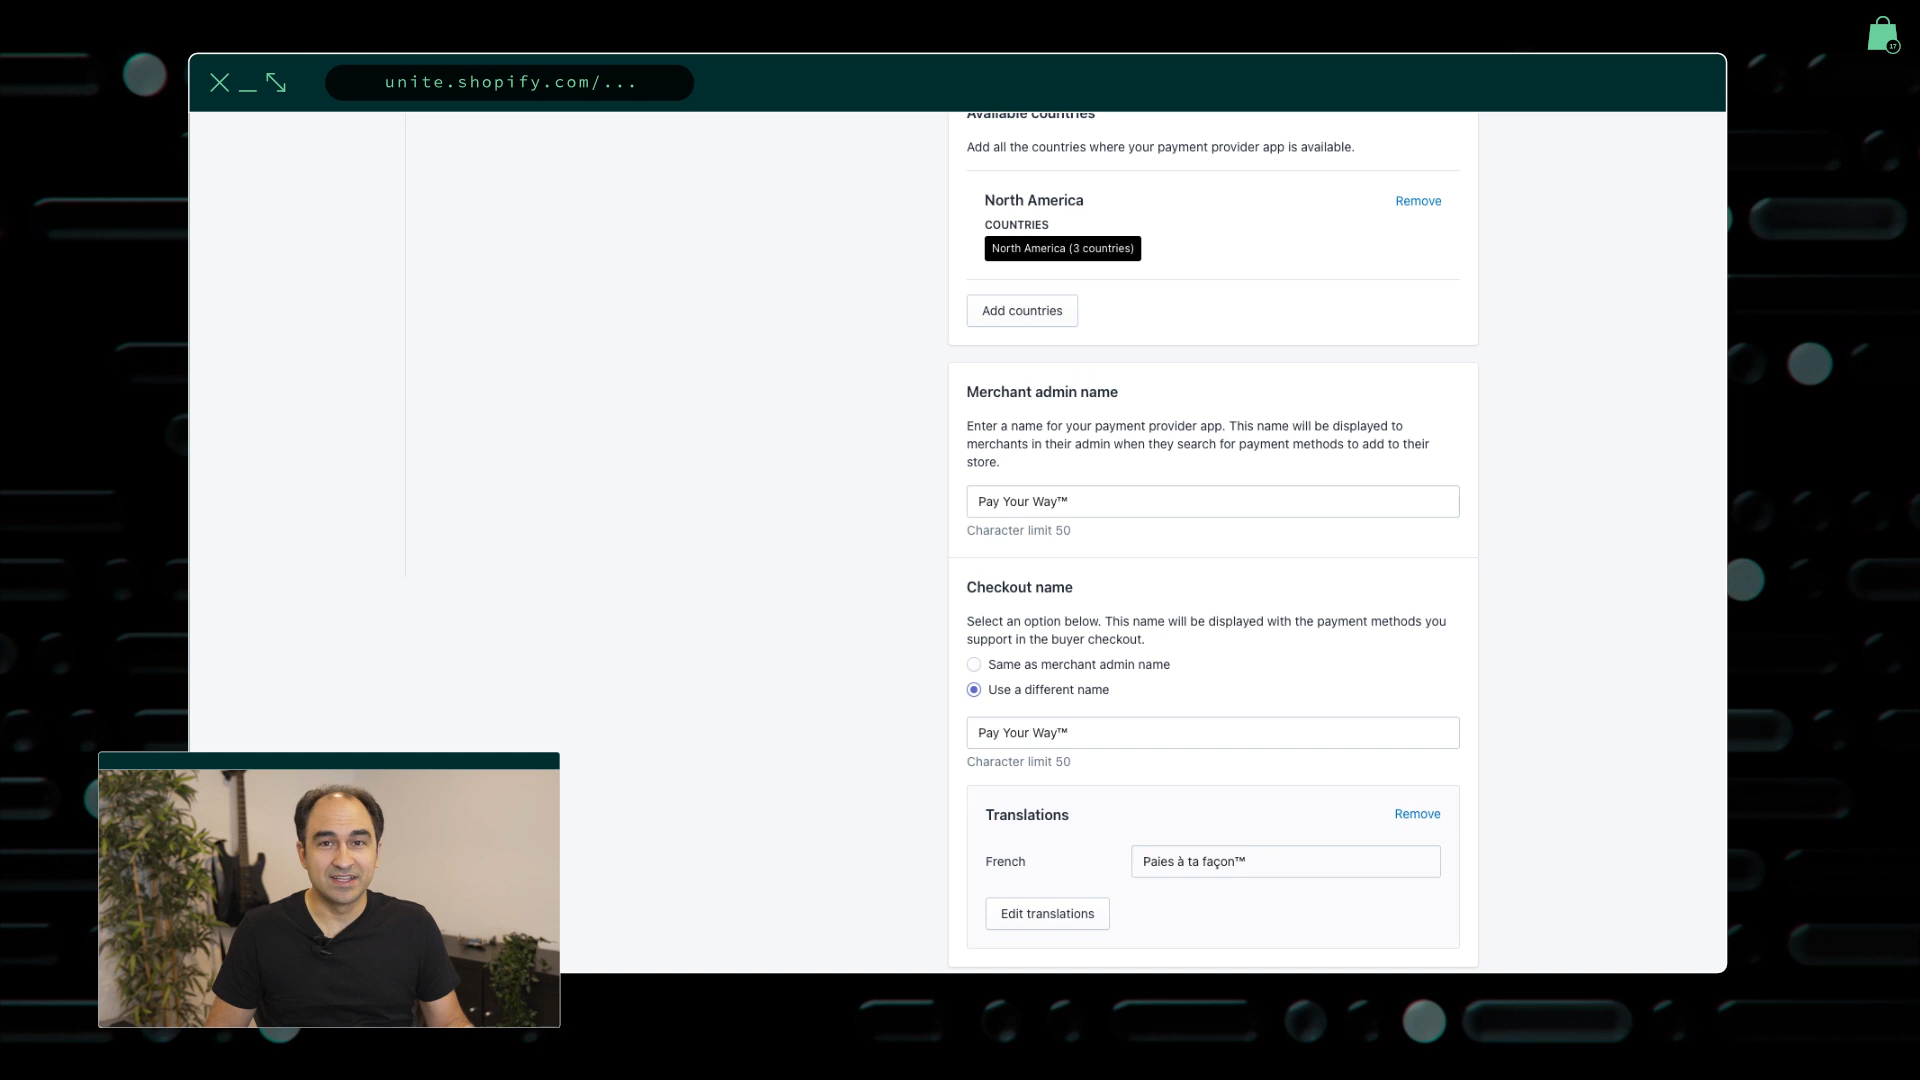 unite.shopify.com/...
17
Available countries
Add all the countries where your payment provider app is available.
North America
Remove
COUNTRIES
North America (3 countries)
Add countries
Merchant admin name
Enter a name for your payment provider app. This name will be displayed to
merchants in their admin when they search for payment methods to add to their
store.
Pay Your Way™
Character limit 50
Checkout name
Select an option below. This name will be displayed with the payment methods you
support in the buyer checkout.
Same as merchant admin name
Use a different name
Pay Your Way™
Character limit 50
Translations
Remove
French
Paies à ta façon™
Edit translations